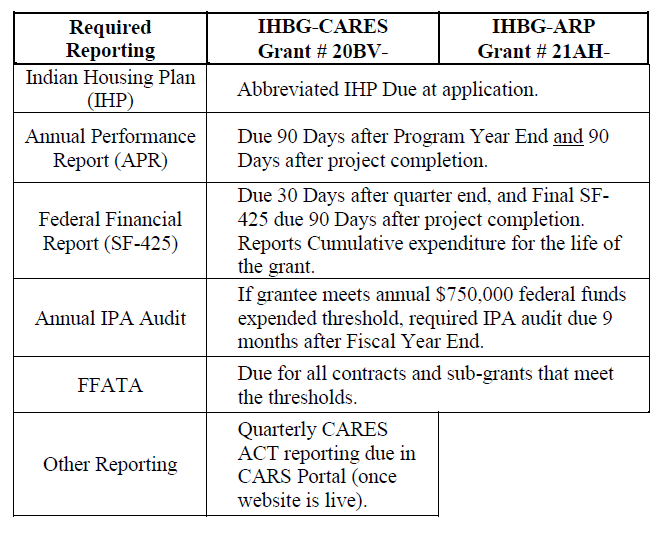 Required
Reporting
IHBG-CARES
Grant # 20BV-
IHBG-ARP
Grant # 21AH-
Indian Housing Plan
(IHP)
Abbreviated IHP Due at application.
Annual Performance
Report (APR)
Due 90 Days after Program Year End and 90
Days after project completion.
Federal Financial
Report (SF-425)
Due 30 Days after quarter end, and Final SF-
425 due 90 Days after project completion.
Reports Cumulative expenditure for the life of
the grant.
Annual IPA Audit
If grantee meets annual $750,000 federal funds
expended threshold, required IPA audit due 9
months after Fiscal Year End.
FFATA
Due for all contracts and sub-grants that meet
the thresholds.
Other Reporting
Quarterly CARES
ACT reporting due in
CARS Portal (once
website is live).